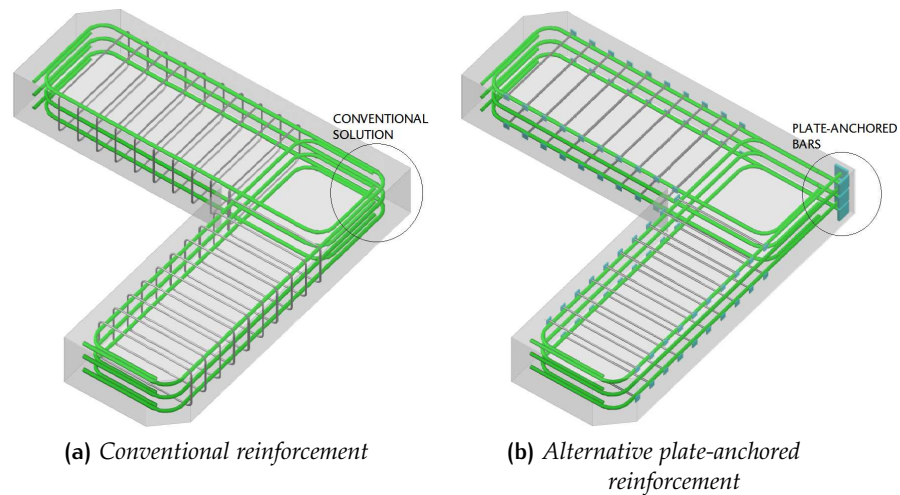 CONVENTIONAL
SOLUTION
PLATE-ANCHORED
BARS
(a) Conventional reinforcement
(b) Alternative plate-anchored
reinforcement